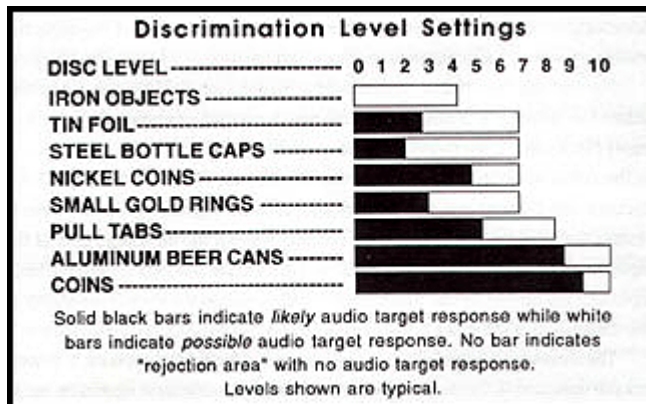 Discrimination Level Settings
DISC LEVEL ------------------- 0 1 2 3 4 5 6 7 8 9 10
IRON OBJECTS ------------------
TIN FOIL ---------------------------
STEEL BOTTLE CAPS ----------
NICKEL COINS ------------------
SMALL GOLD RINGS -----------
PULL TABS ------------------------
ALUMINUM BEER CANS -------
COINS ------------------------------
Solid black bars indicate likely audio target response while white
bars indicate possible audio target response. No bar indicates
"rejection area" with no audio target response.
Levels shown are typical.